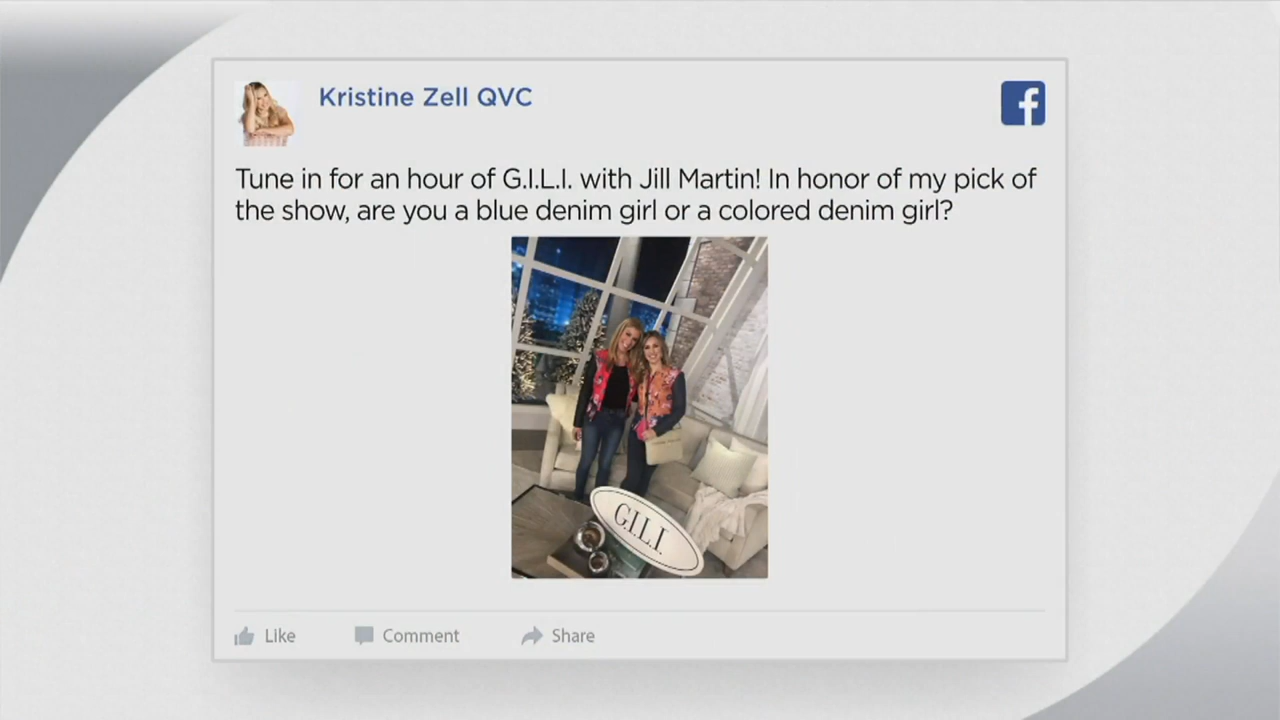 Kristine Zell QVC
Tune in for an hour of G.I.L.I. with Jill Martin! In honor of my pick of
the show, are you a blue denim girl or a colored denim girl?
G.I.L.I.
Like
Comment
Share